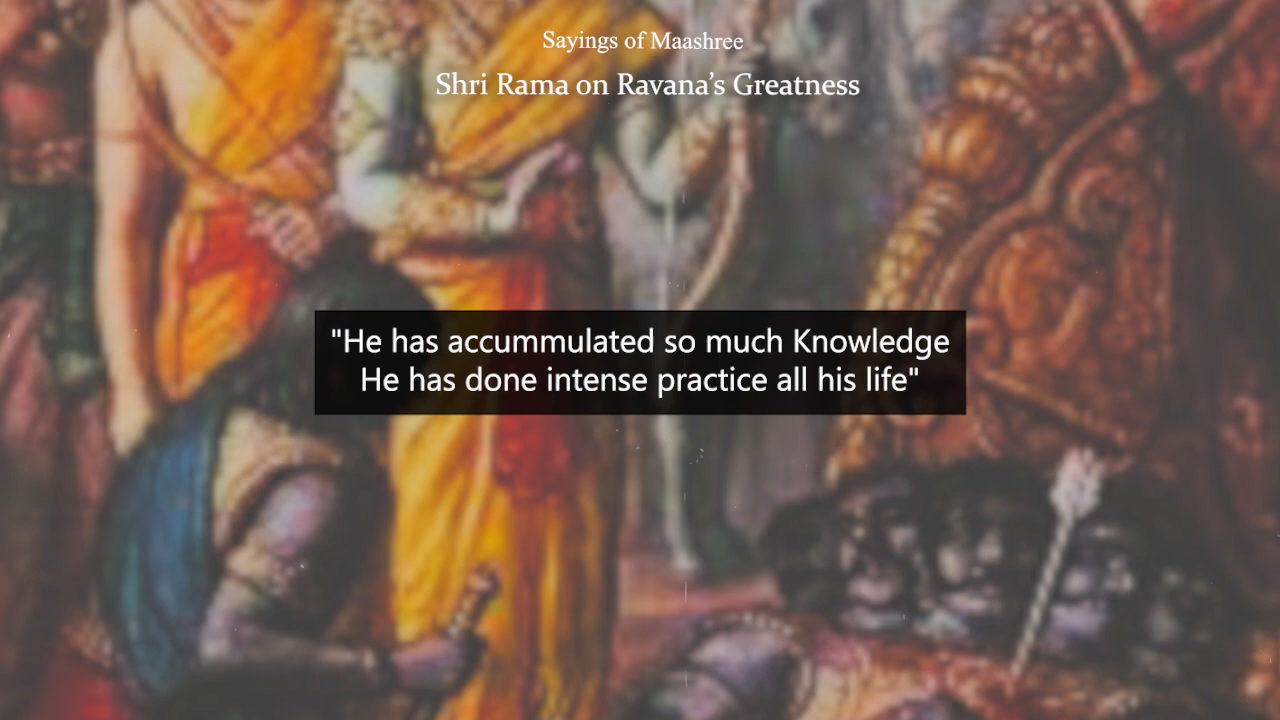 Sayings of Maashree
Shri Rama on Ravana’s Greatness
"He has accummulated so much Knowledge
He has done intense practice all his life"